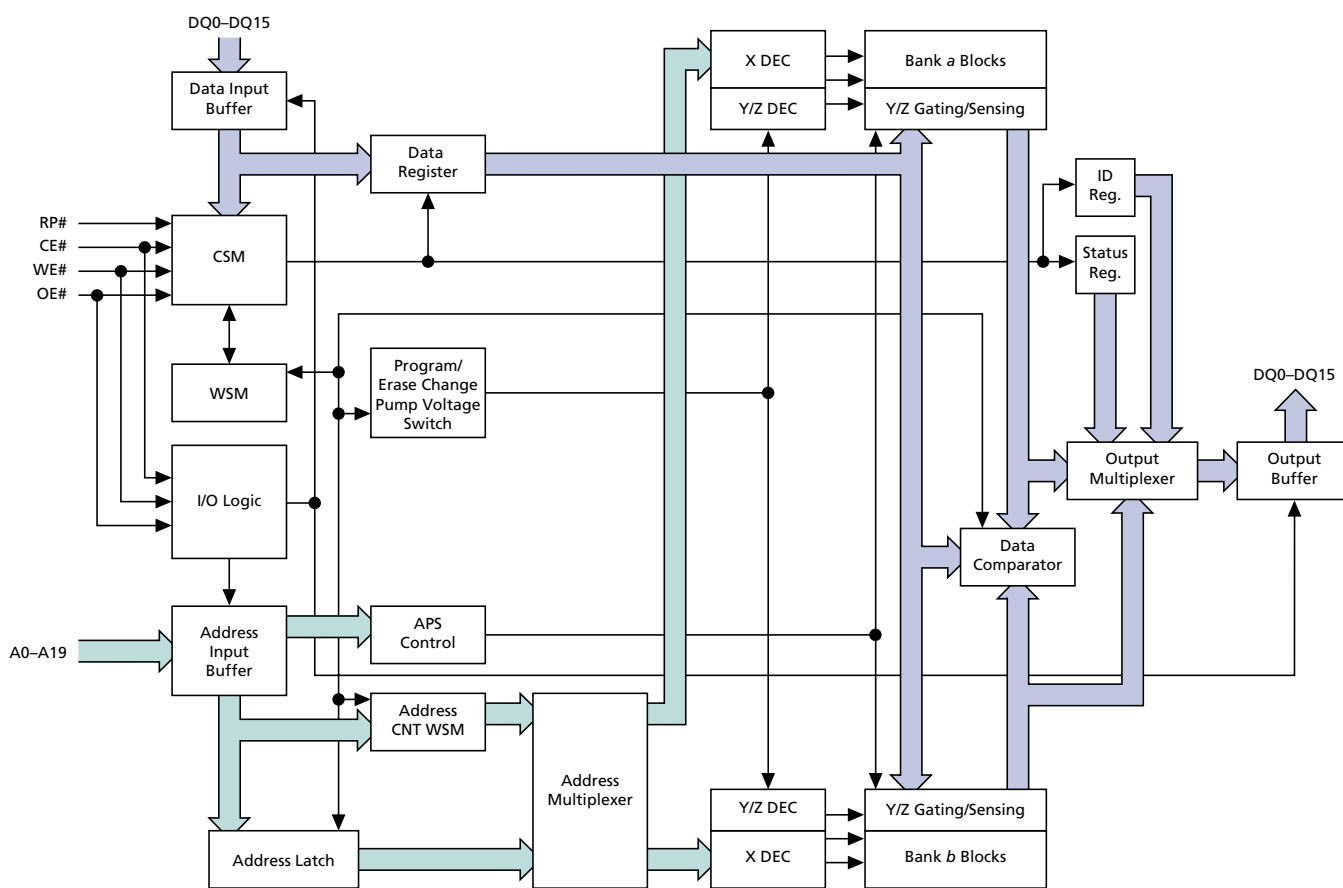 DQ0–DQ15
Data Input
Buffer
X DEC
Y/Z DEC
Bank a Blocks
Y/Z Gating/Sensing
Data
Register
ID
Reg.
RP#
CE#
WE#
OE#
CSM
Status
Reg.
WSM
Program/
Erase Change
Pump Voltage
Switch
DQ0–DQ15
I/O Logic
Output
Multiplexer
Output
Buffer
Data
Comparator
A0–A19
Address
Input
Buffer
APS
Control
Address
CNT WSM
Address
Multiplexer
Y/Z DEC
X DEC
Y/Z Gating/Sensing
Bank b Blocks
Address Latch